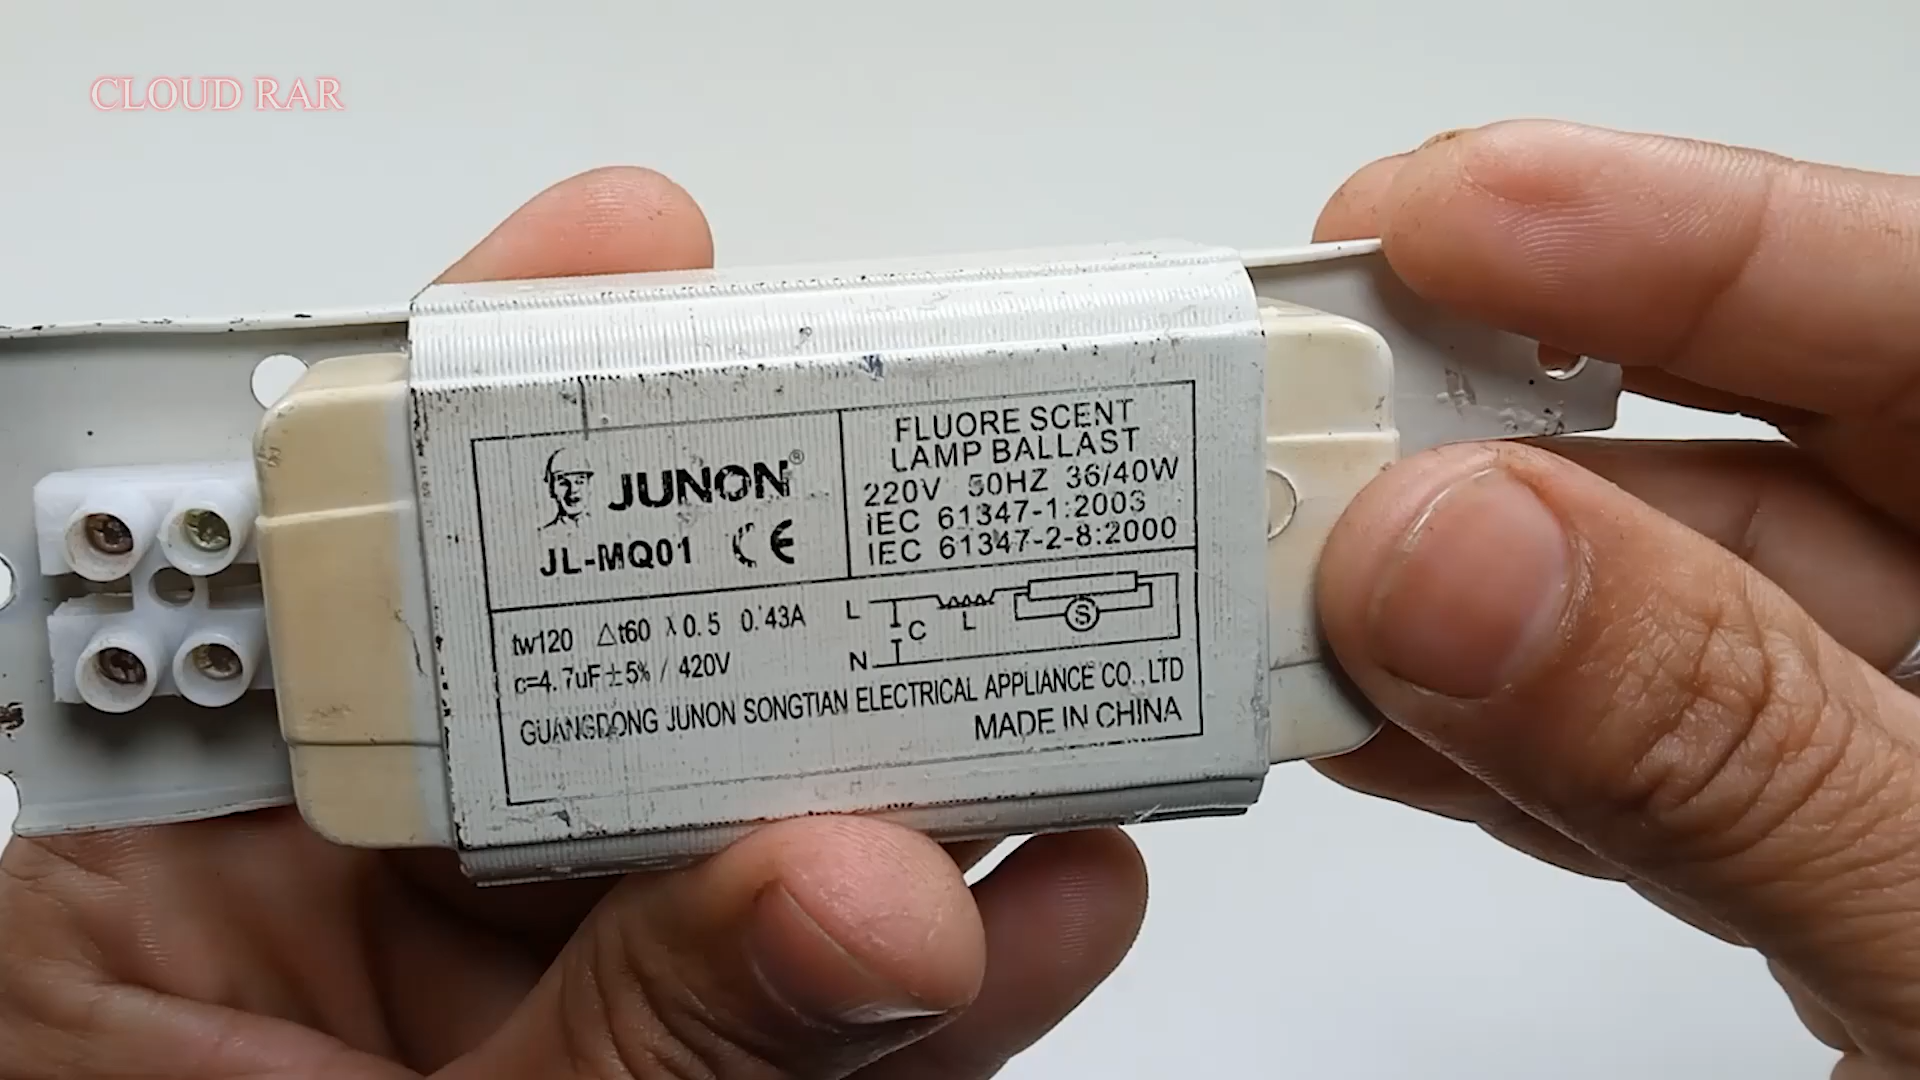 CLOUD RAR
JUNON®
JL-MQ01 CE
FLUORE SCENT
LAMP BALLAST
220V 50HZ 36/40W
IEC 61347-1:2003
IEC 61347-2-8:2000
tw120 △t60 λ0.5 0.43A
c=4.7uF±5% / 420V
L
C
L
S
N
GUANGDONG JUNON SONGTIAN ELECTRICAL APPLIANCE CO.,LTD
MADE IN CHINA